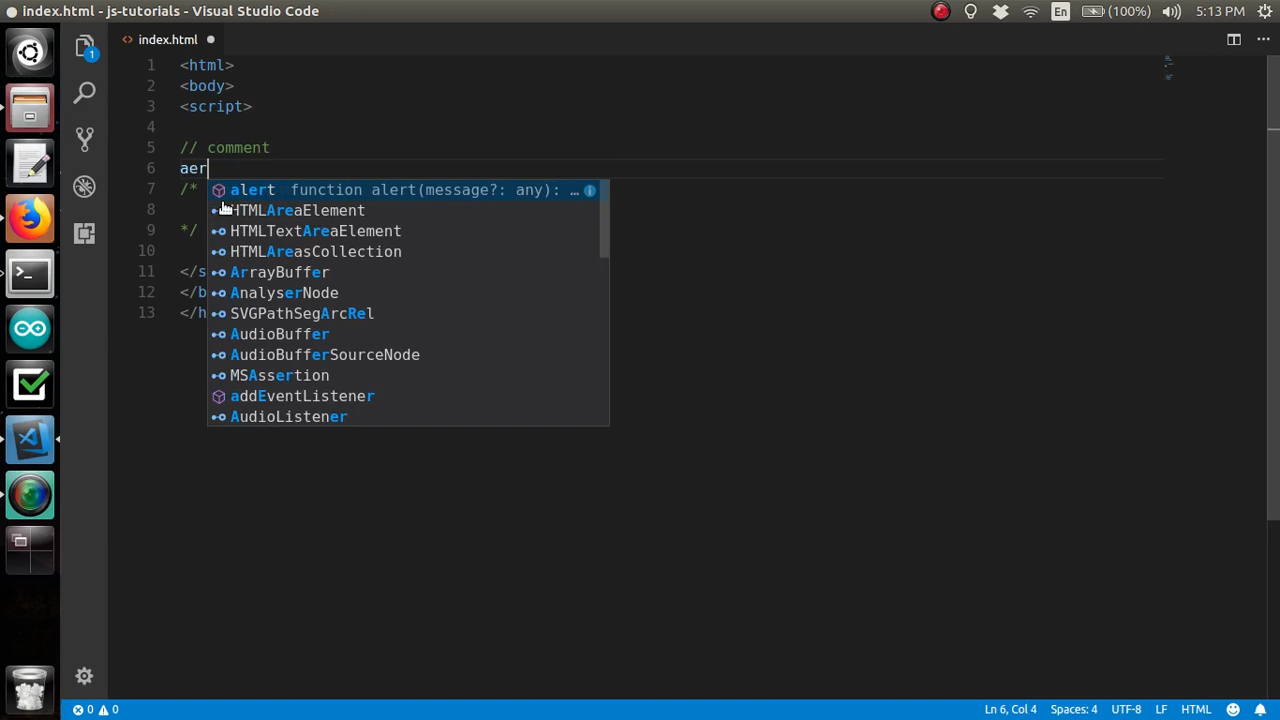 index.html - js-tutorials - Visual Studio Code
En
(100%)
5:13 PM
1
<> index.html
1 <html>
2 <body>
3 <script>
4
5 // comment
6 aer
7 /*
8
9 */
10
11 </s
12 </b
13 </h
alert function alert(message?: any): …
HTMLAreaElement
HTMLTextAreaElement
HTMLAreasCollection
ArrayBuffer
AnalyserNode
SVGPathSegArcRel
AudioBuffer
AudioBufferSourceNode
MSAssertion
addEventListener
AudioListener
0 0
Ln 6, Col 4 Spaces: 4 UTF-8 LF HTML